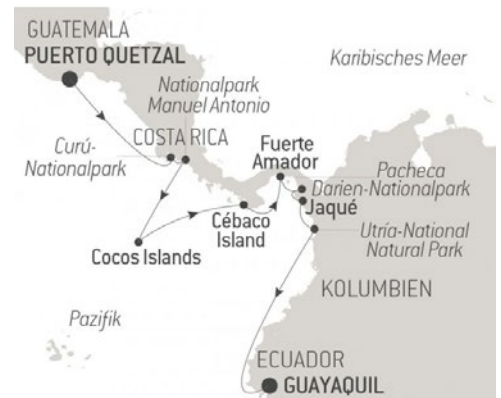 GUATEMALA
PUERTO QUETZAL
Karibisches Meer
Nationalpark
Manuel Antonio
Curú-
Nationalpark
COSTA RICA
Fuerte
Amador
Pacheca
Darien-Nationalpark
Jaqué
Cébaco
Island
Utría-National
Natural Park
Cocos Islands
KOLUMBIEN
Pazifik
ECUADOR
GUAYAQUIL